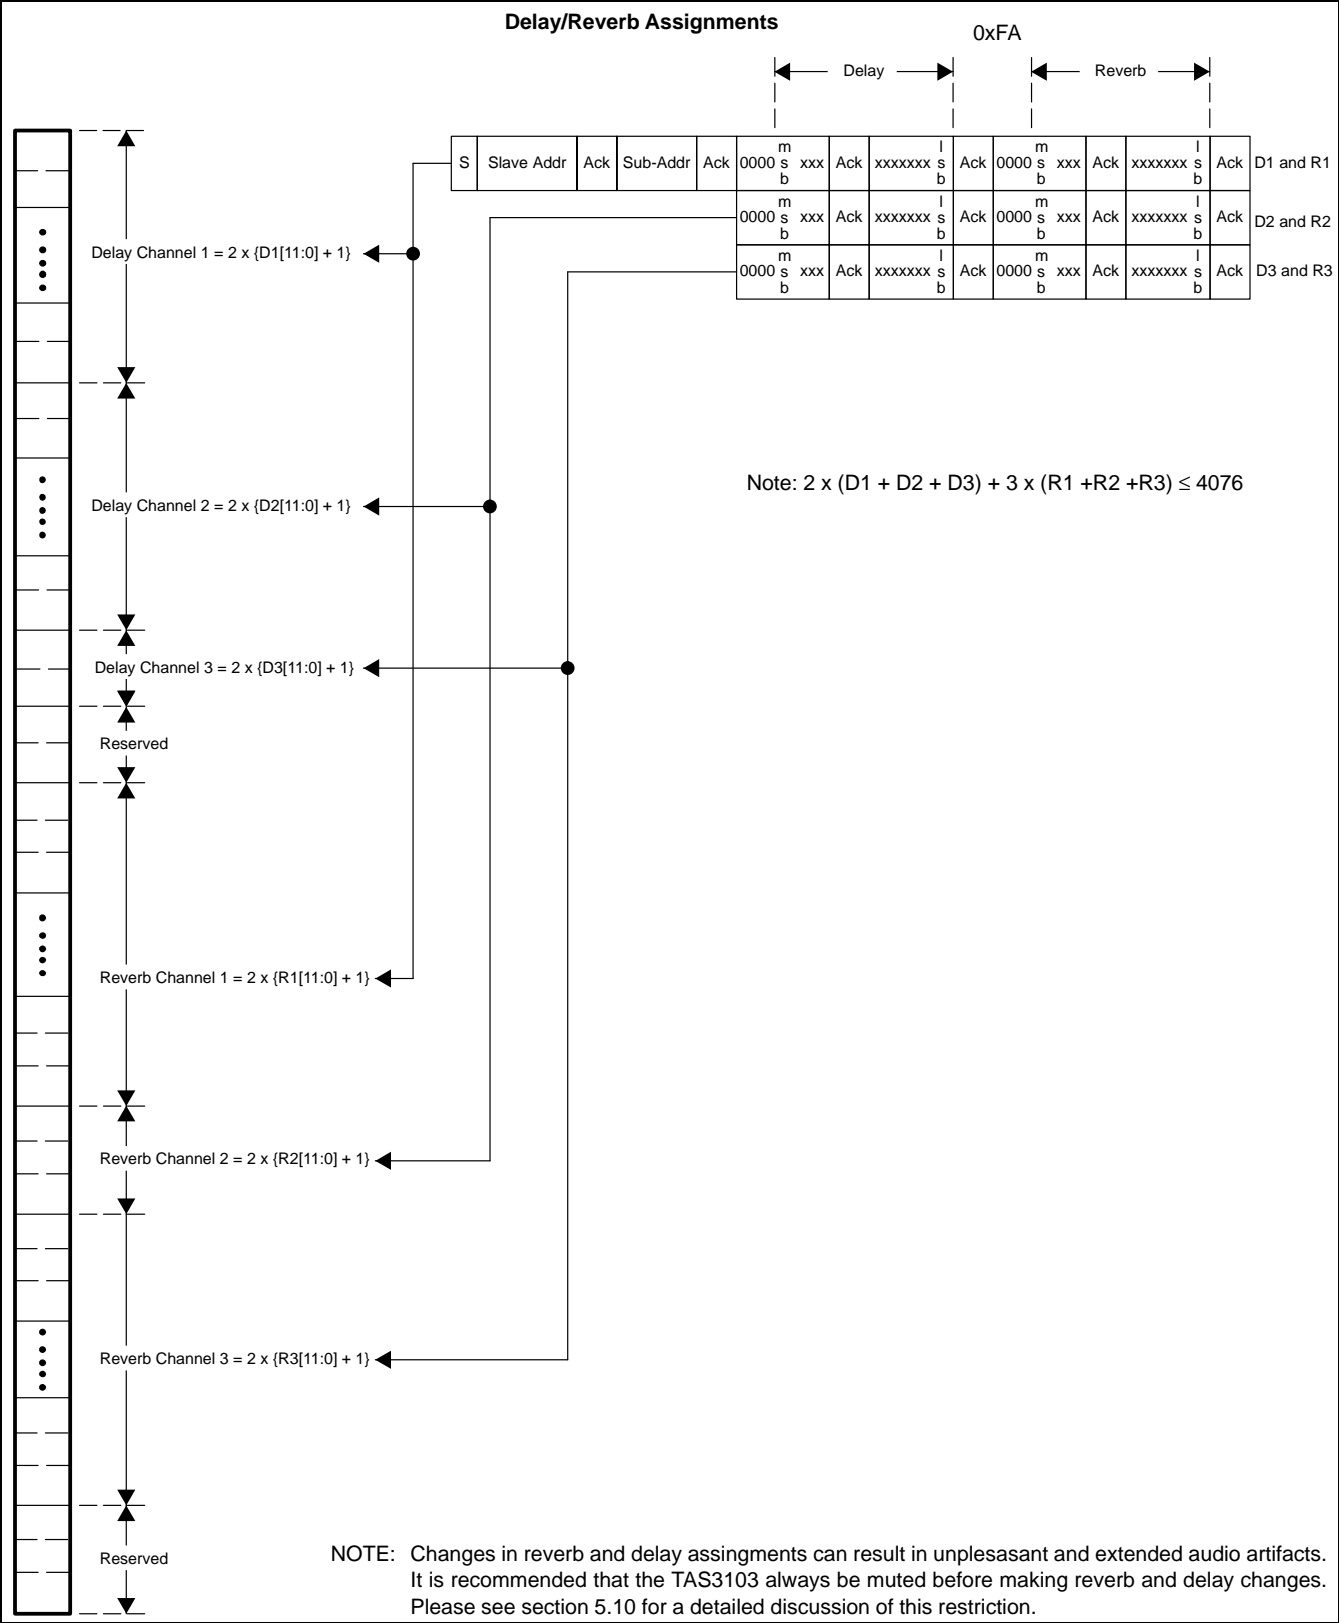 Delay/Reverb Assignments
0xFA
Delay
Reverb
S Slave Addr Ack Sub-Addr Ack 0000 msb xxx Ack xxxxxxx lsb Ack 0000 msb xxx Ack xxxxxxx lsb Ack D1 and R1
0000 msb xxx Ack xxxxxxx lsb Ack 0000 msb xxx Ack xxxxxxx lsb Ack D2 and R2
0000 msb xxx Ack xxxxxxx lsb Ack 0000 msb xxx Ack xxxxxxx lsb Ack D3 and R3
Delay Channel 1 = 2 x {D1[11:0] + 1}
Note: 2 x (D1 + D2 + D3) + 3 x (R1 +R2 +R3) ≤ 4076
Delay Channel 2 = 2 x {D2[11:0] + 1}
Delay Channel 3 = 2 x {D3[11:0] + 1}
Reserved
Reverb Channel 1 = 2 x {R1[11:0] + 1}
Reverb Channel 2 = 2 x {R2[11:0] + 1}
Reverb Channel 3 = 2 x {R3[11:0] + 1}
Reserved
NOTE: Changes in reverb and delay assingments can result in unplesasant and extended audio artifacts.
It is recommended that the TAS3103 always be muted before making reverb and delay changes.
Please see section 5.10 for a detailed discussion of this restriction.